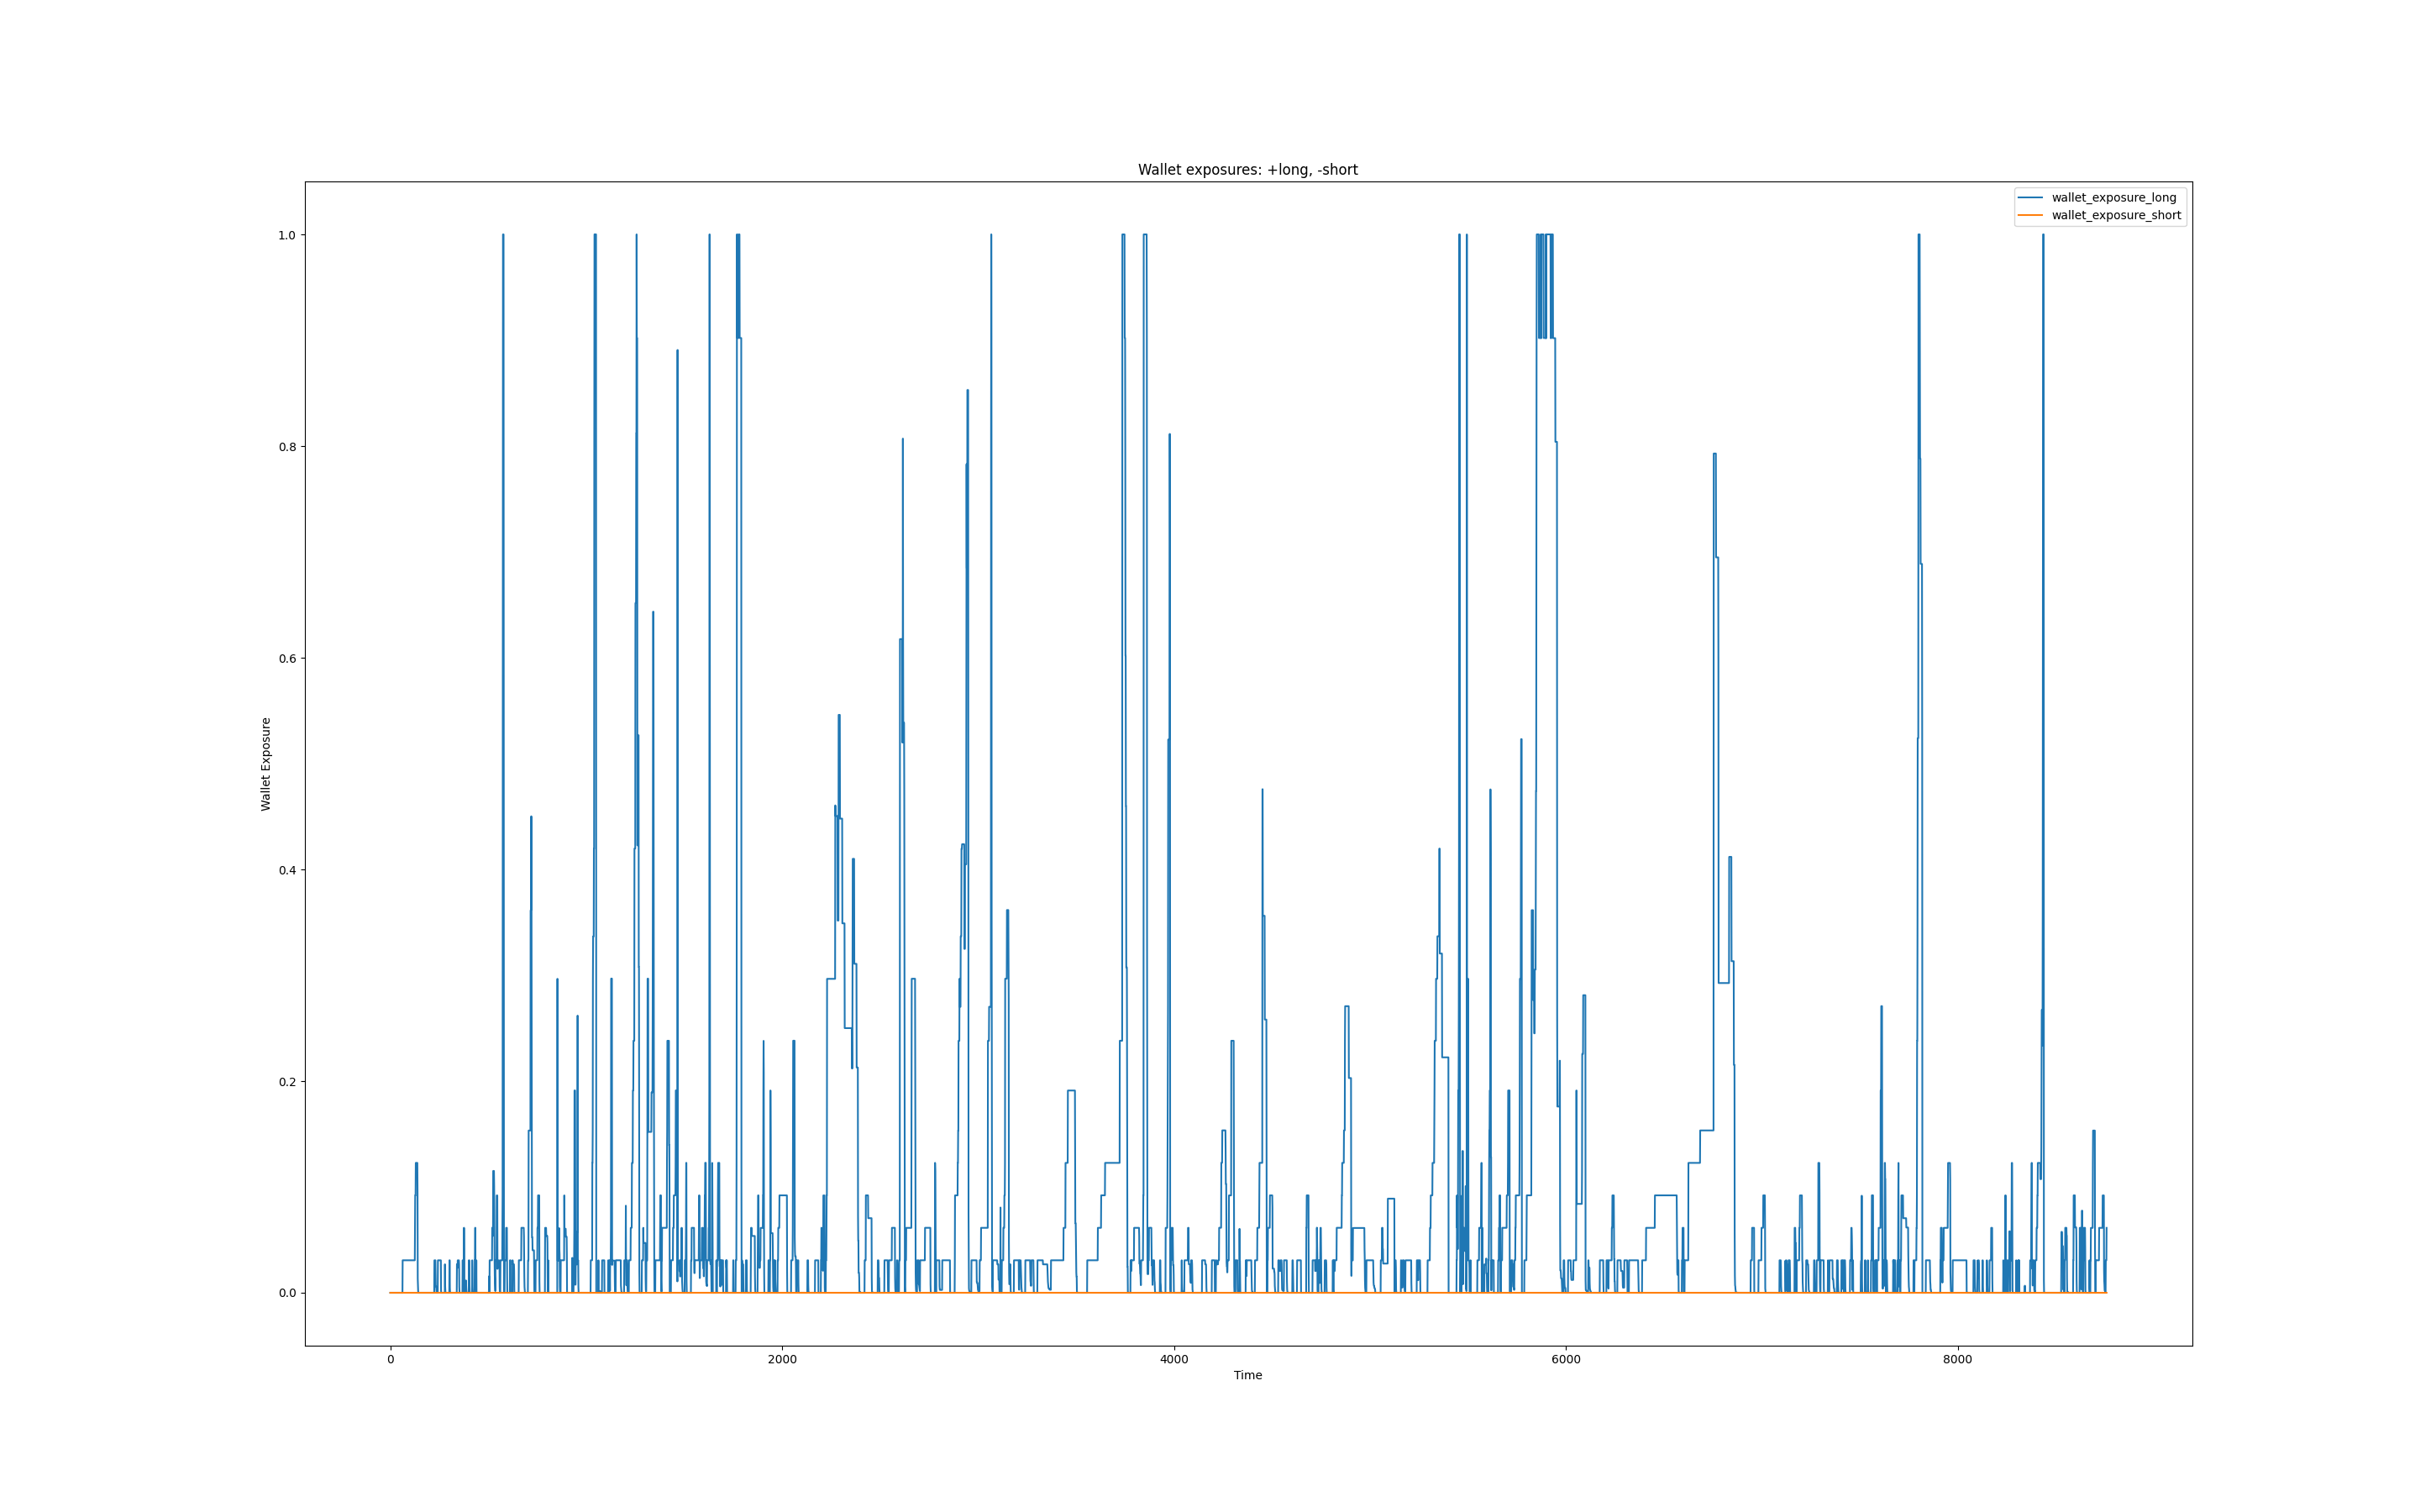 Wallet exposures: +long, -short
wallet_exposure_long
wallet_exposure_short
1.0
0.8
0.6
0.4
0.2
0.0
Wallet Exposure
0 2000 4000 6000 8000
Time